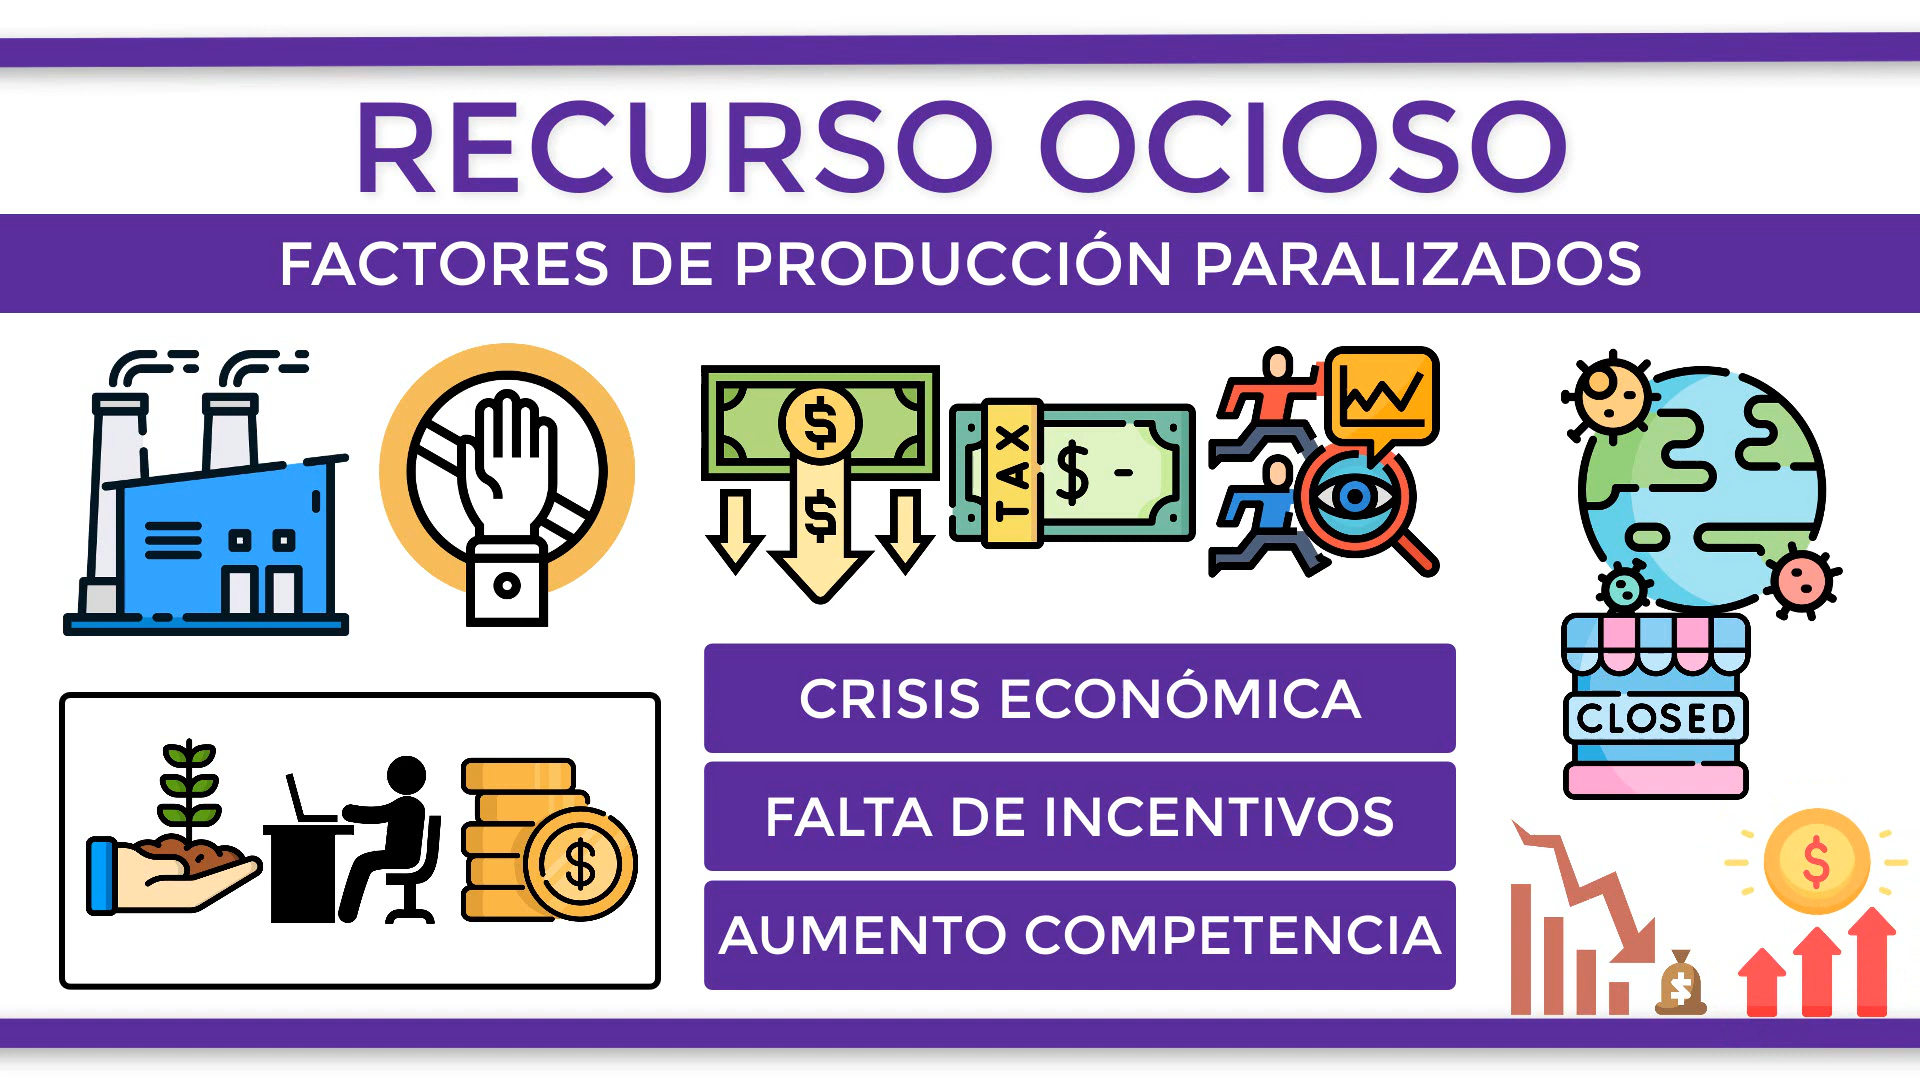 RECURSO OCIOSO
FACTORES DE PRODUCCIÓN PARALIZADOS
$
$
TAX
$ -
CRISIS ECONÓMICA
FALTA DE INCENTIVOS
AUMENTO COMPETENCIA
CLOSED
$
$
$